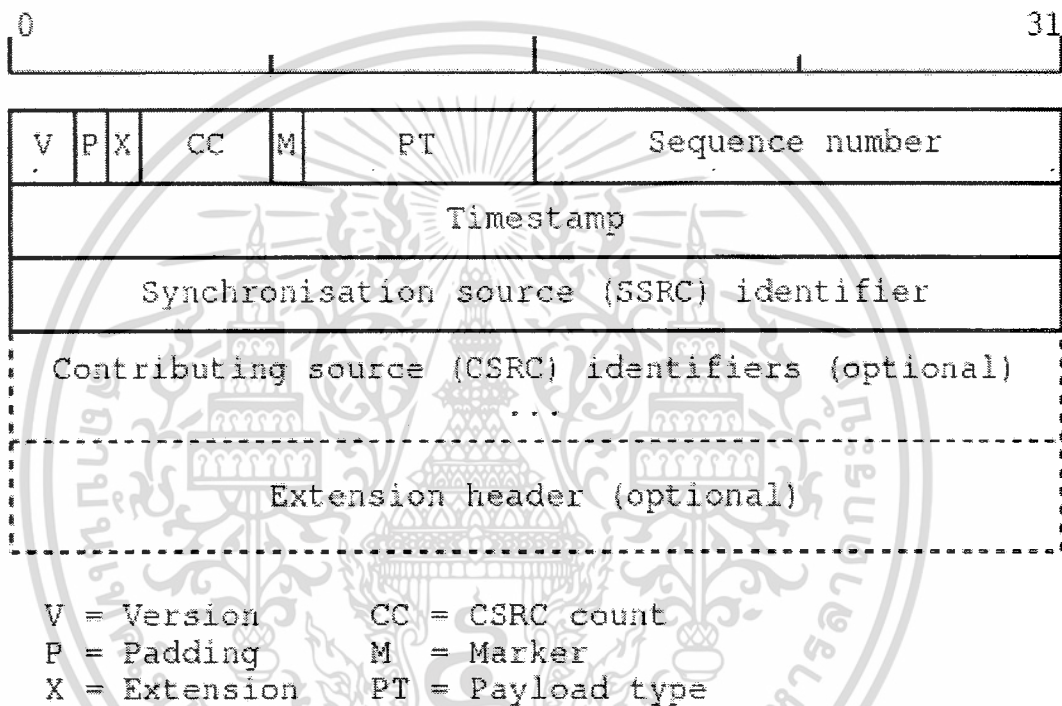 0 31
V P X CC M PT Sequence number
Timestamp
Synchronisation source (SSRC) identifier
Contributing source (CSRC) identifiers (optional)
...
Extension header (optional)
V = Version CC = CSRC count
P = Padding M = Marker
X = Extension PT = Payload type